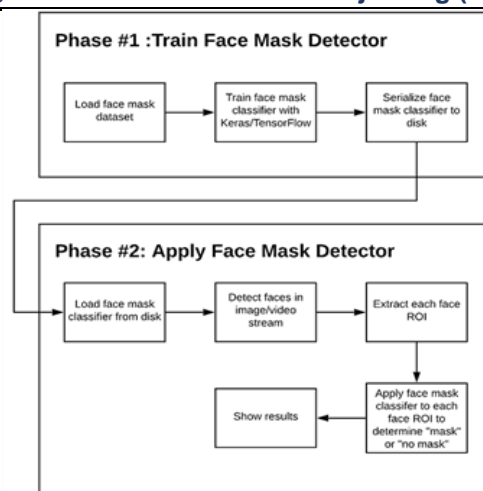 Phase #1 :Train Face Mask Detector
Load face mask
dataset
Train face mask
classifier with
Keras/TensorFlow
Serialize face
mask classifier to
disk
Phase #2: Apply Face Mask Detector
Load face mask
classifier from disk
Detect faces in
image/video
stream
Extract each face
ROI
Show results
Apply face mask
classifer to each
face ROI to
determine "mask"
or "no mask"